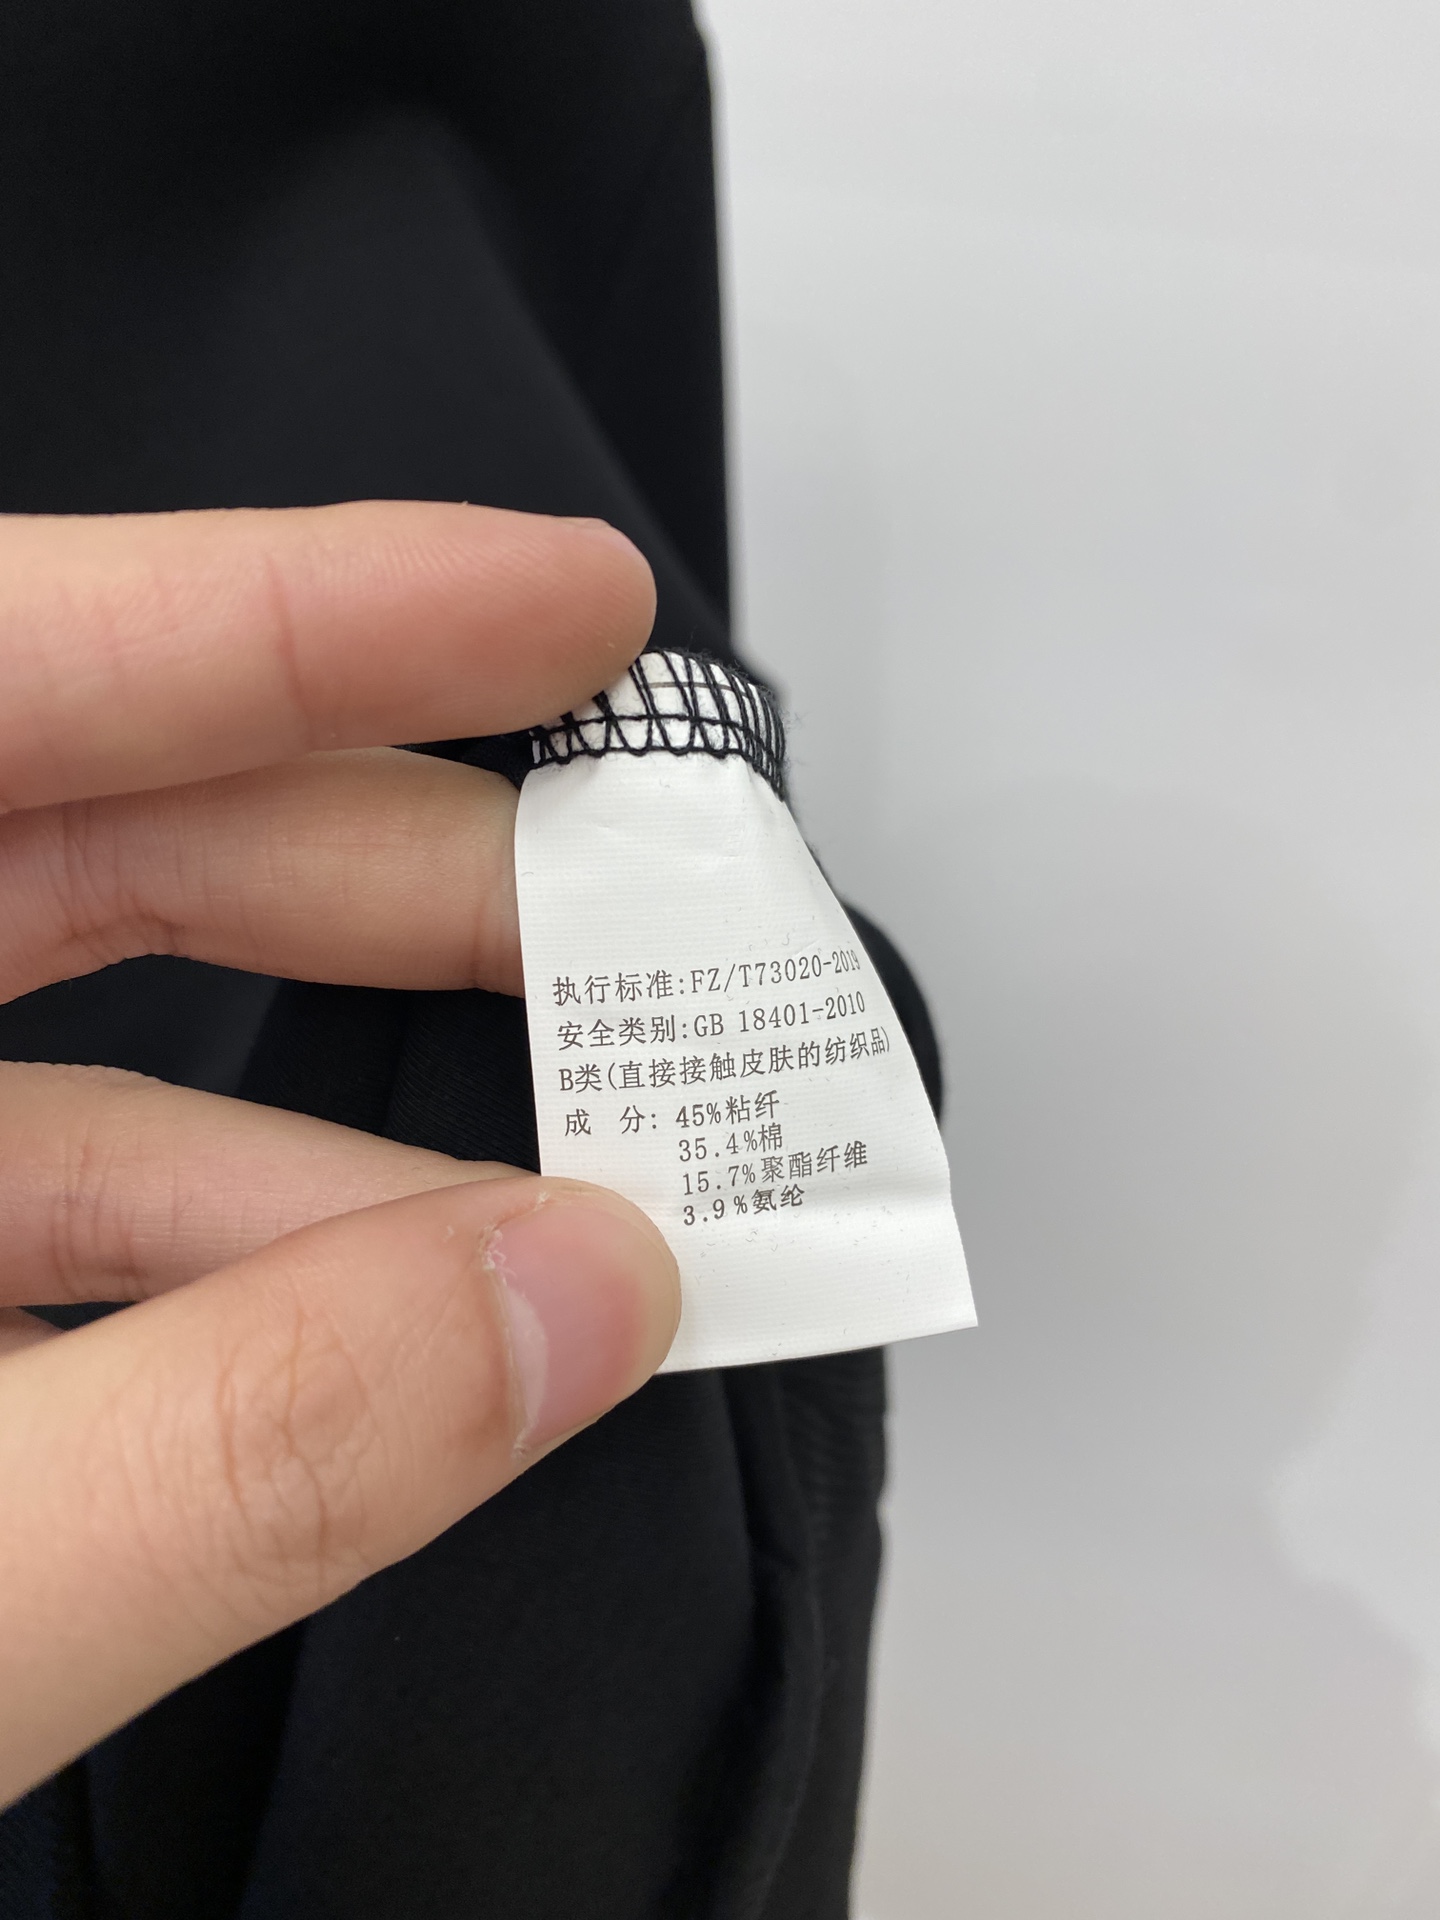 执行标准:FZ/T73020-2019
安全类别:GB 18401-2010
B类(直接接触皮肤的纺织品)
成 分: 45%粘纤
35.4%棉
15.7%聚酯纤维
3.9%氨纶